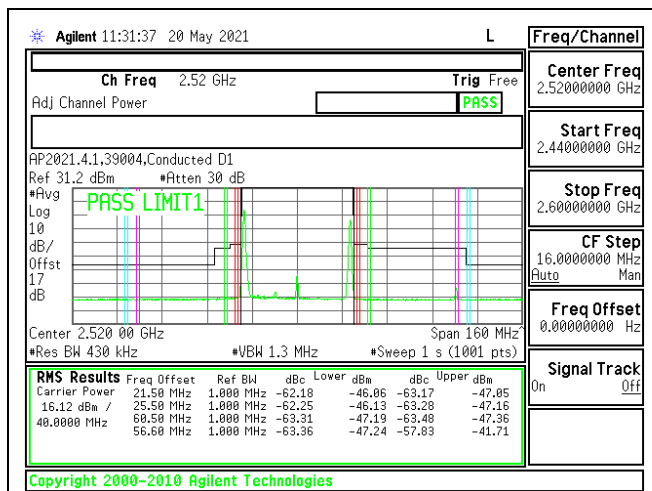 Agilent 11:31:37 20 May 2021 L
Freq/Channel
Ch Freq 2.52 GHz Trig Free
Adj Channel Power PASS
AP2021.4.1,39004,Conducted D1
Ref 31.2 dBm #Atten 30 dB
#Avg
Log
10
dB/
Offst
17
dB
PASS LIMIT1
Center 2.520 00 GHz Span 160 MHz^
#Res BW 430 kHz #VBW 1.3 MHz #Sweep 1 s (1001 pts)
RMS Results Freq Offset Ref BW dBc Lower dBm dBc Upper dBm
Carrier Power 21.50 MHz 1.000 MHz -62.18 -46.06 -63.17 -47.05
16.12 dBm / 25.50 MHz 1.000 MHz -62.25 -46.13 -63.28 -47.16
40.0000 MHz 60.50 MHz 1.000 MHz -63.31 -47.19 -63.48 -47.36
56.60 MHz 1.000 MHz -63.36 -47.24 -57.83 -41.71
Center Freq
2.52000000 GHz
Start Freq
2.44000000 GHz
Stop Freq
2.60000000 GHz
CF Step
16.0000000 MHz
Auto Man
Freq Offset
0.00000000 Hz
Signal Track
On Off
Copyright 2000-2010 Agilent Technologies